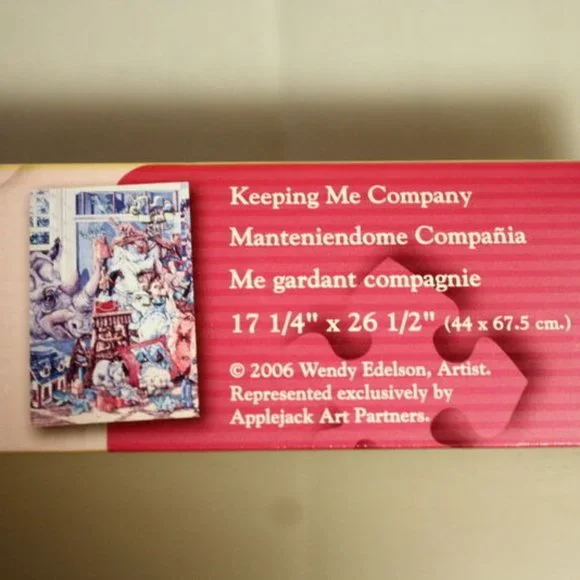 Keeping Me Company
Manteniendome Compañia
Me gardant compagnie
17 1/4" x 26 1/2" (44 x 67.5 cm.)
© 2006 Wendy Edelson, Artist.
Represented exclusively by
Applejack Art Partners.